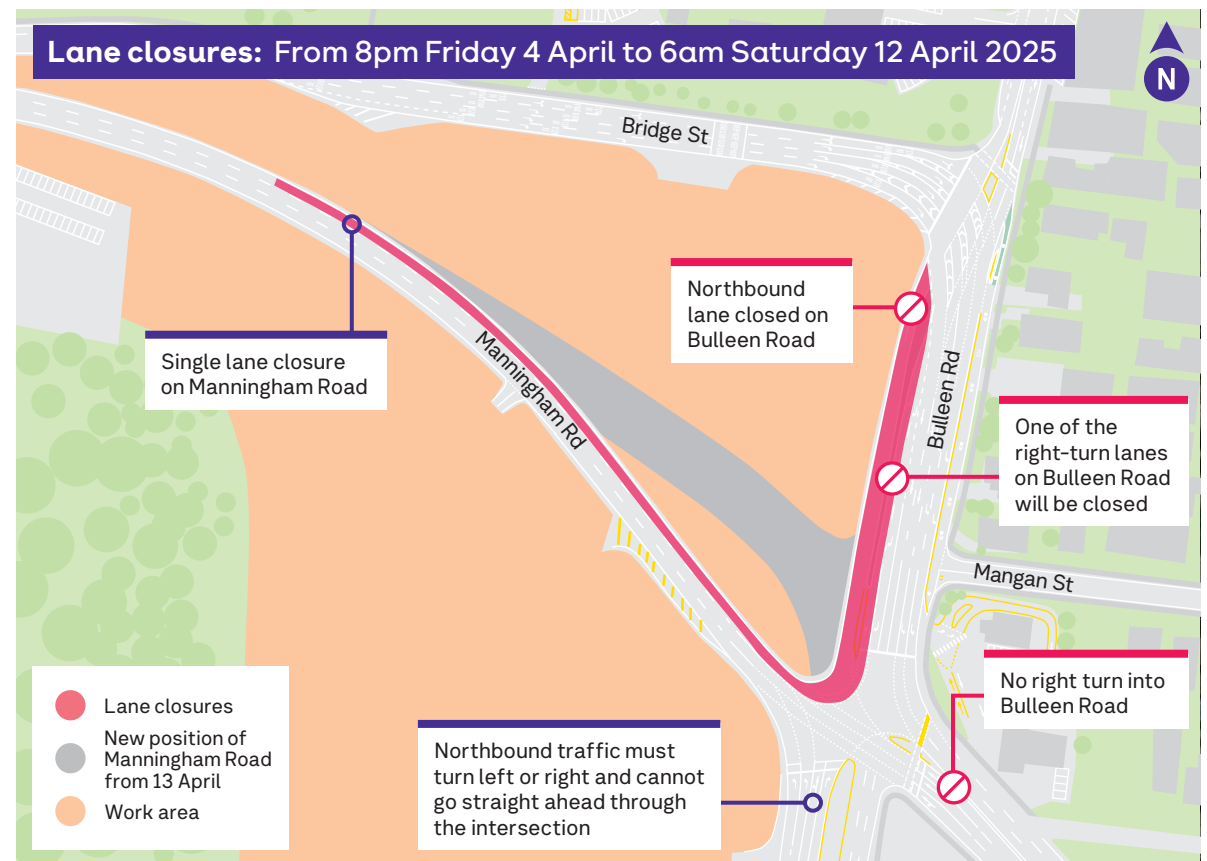 Lane closures: From 8pm Friday 4 April to 6am Saturday 12 April 2025
N
Bridge St
Northbound
lane closed on
Bulleen Road
Single lane closure
on Manningham Road
Manningham Rd
Bulleen Rd
One of the
right-turn lanes
on Bulleen Road
will be closed
Mangan St
No right turn into
Bulleen Road
Northbound traffic must
turn left or right and cannot
go straight ahead through
the intersection
Lane closures
New position of
Manningham Road
from 13 April
Work area